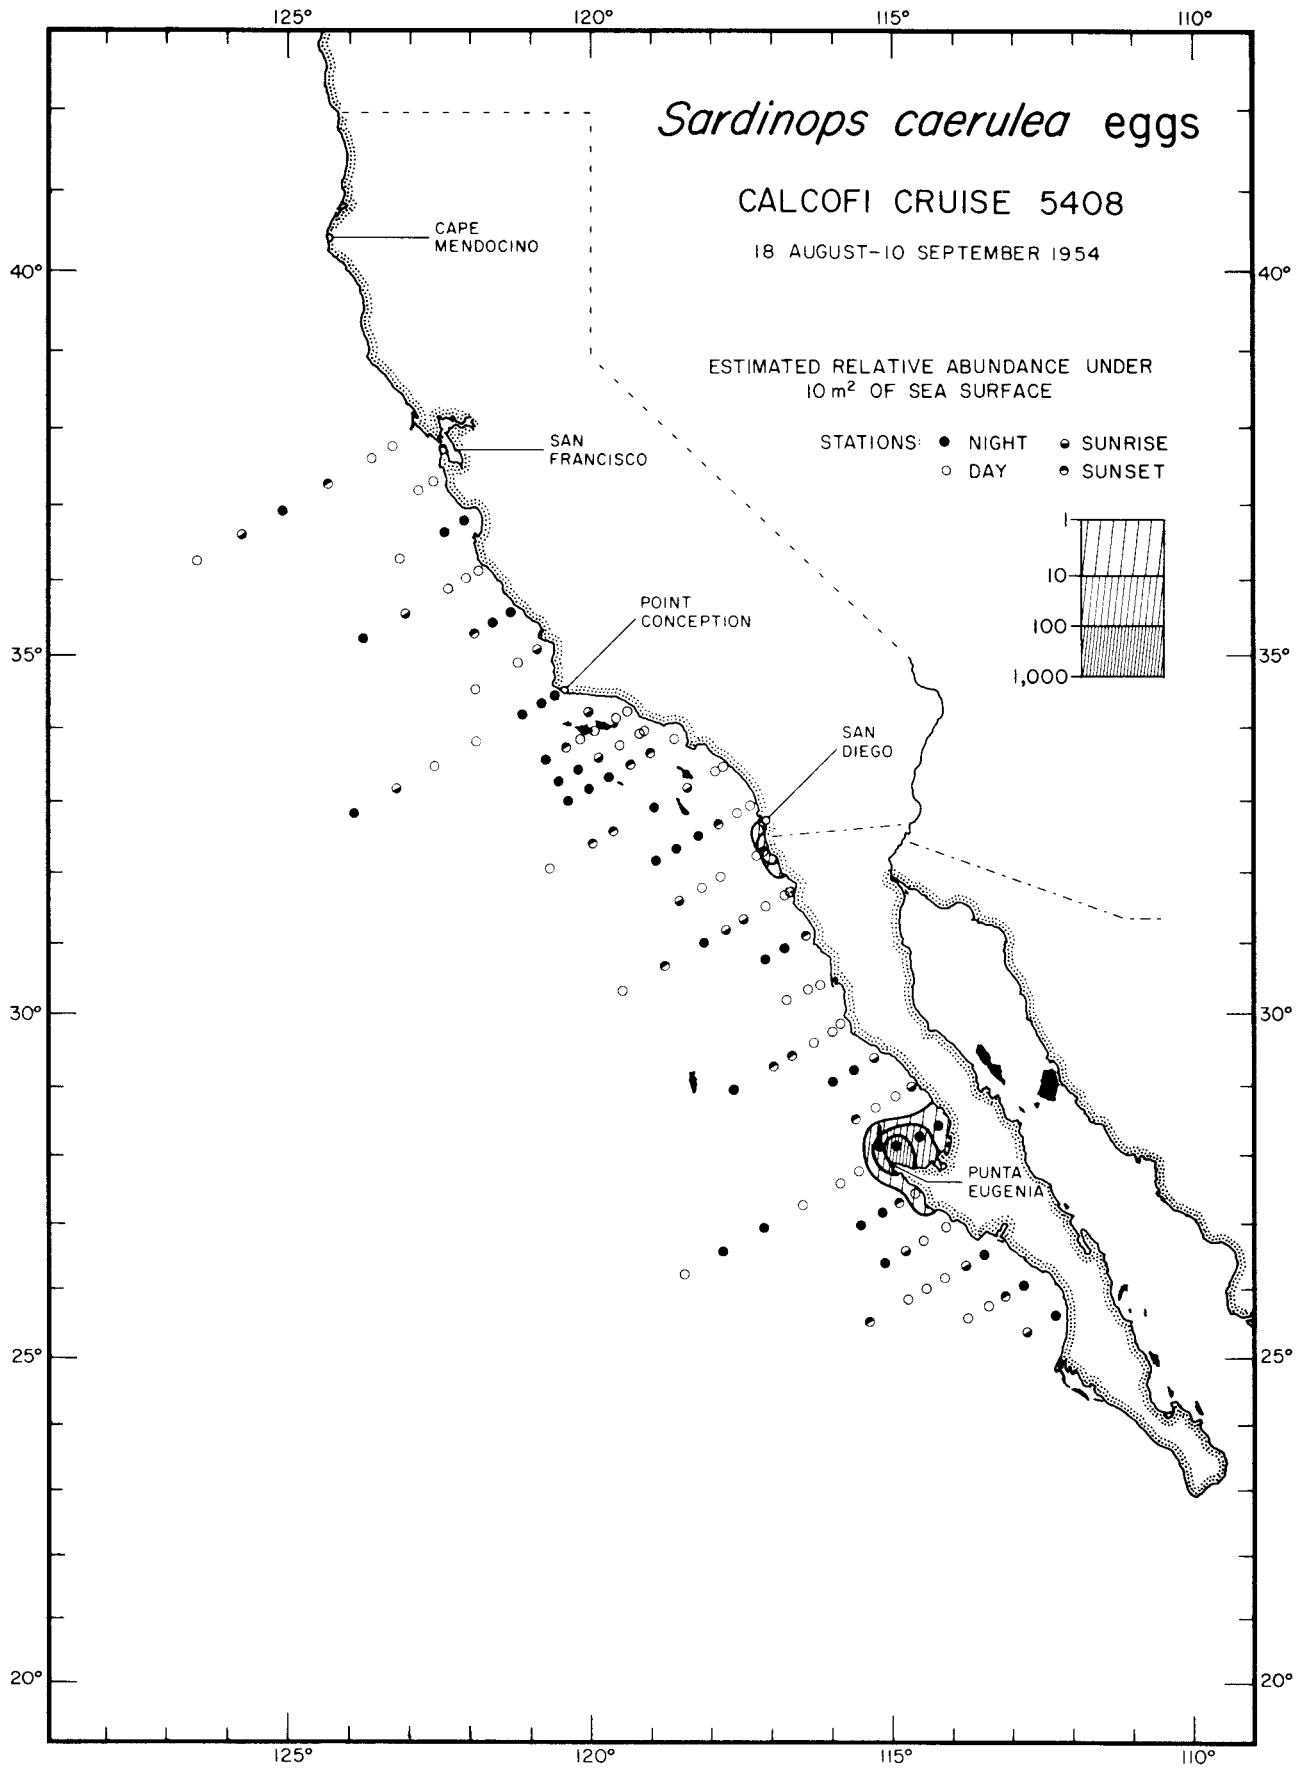 125° 120° 115° 110°
Sardinops caerulea eggs
CALCOFI CRUISE 5408
18 AUGUST–10 SEPTEMBER 1954
CAPE
MENDOCINO
40° 40°
ESTIMATED RELATIVE ABUNDANCE UNDER
10 m² OF SEA SURFACE
STATIONS: NIGHT SUNRISE
DAY SUNSET
SAN
FRANCISCO
1
10
100
1,000
POINT
CONCEPTION
35° 35°
SAN
DIEGO
30° 30°
PUNTA
EUGENIA
25° 25°
20° 20°
125° 120° 115° 110°